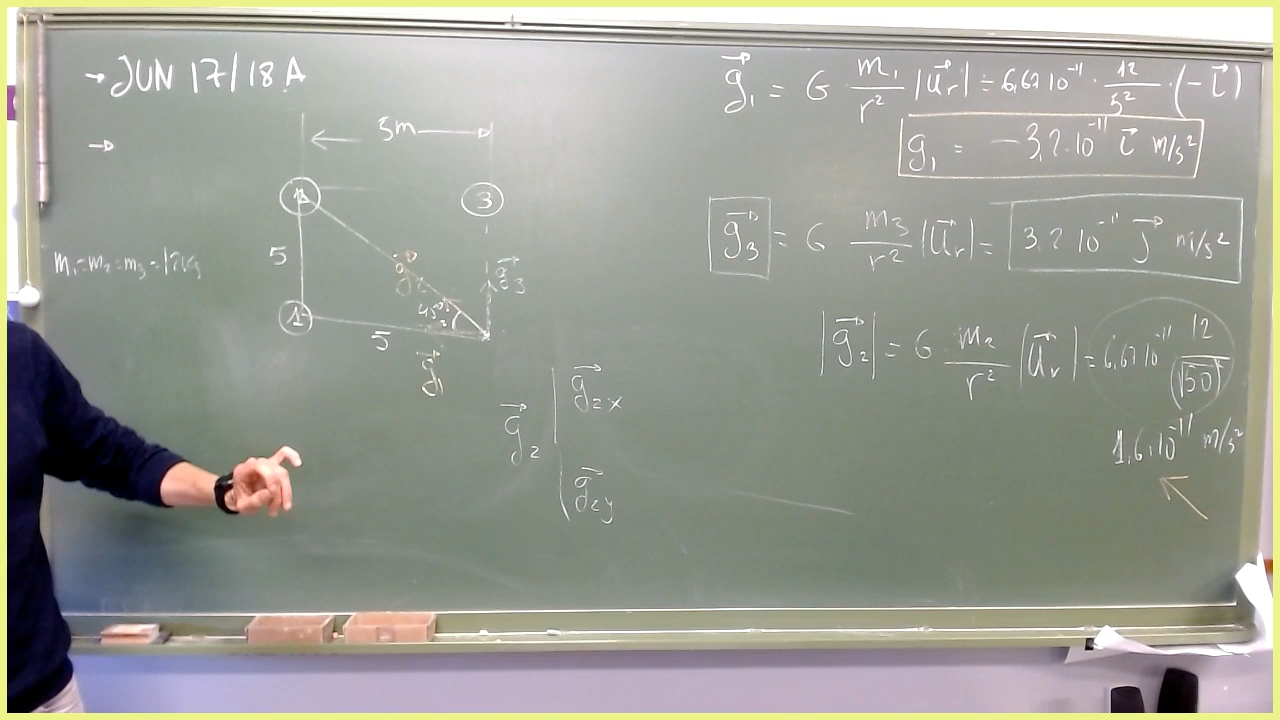 → JUN 17/18 A
→
5m
2
3
5
m₁=m₂=m₃=12kg
1
5
45º
g⃗₂
g⃗₃
g⃗₁
g⃗₂ | g⃗₂ₓ
g⃗₂y
g⃗₁ = G m₁/r² |u⃗r| = 6,67·10⁻¹¹ · 12/5² · (-i⃗)
g₁ = -3,2·10⁻¹¹ i⃗ m/s²
g⃗₃ = G m₃/r² |u⃗r| = 3,2·10⁻¹¹ j⃗ m/s²
|g⃗₂| = G · m₂/r² |u⃗r| = 6,67·10⁻¹¹ 12/(√50)²
1,6·10⁻¹¹ m/s²